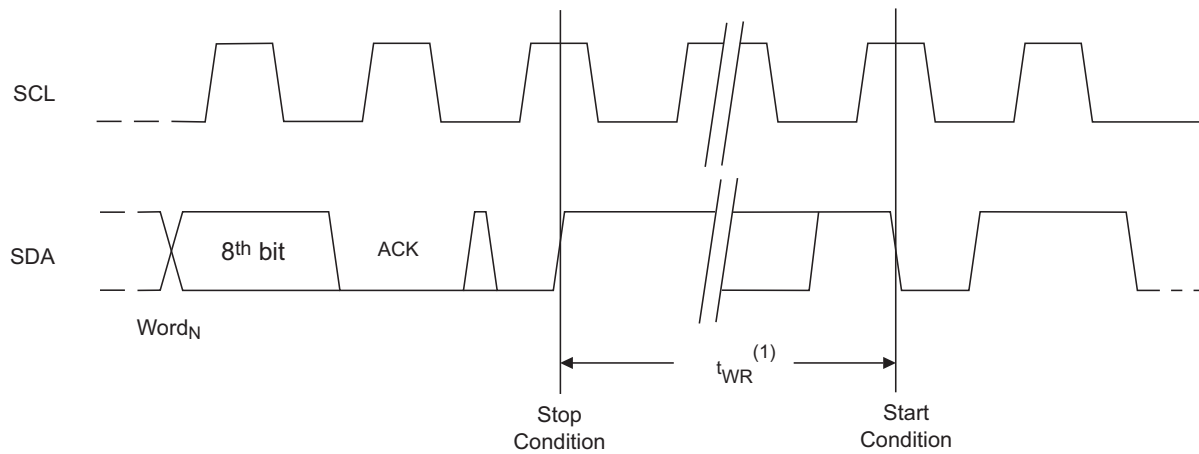 SCL
SDA
8th bit
ACK
WordN
tWR(1)
Stop
Condition
Start
Condition